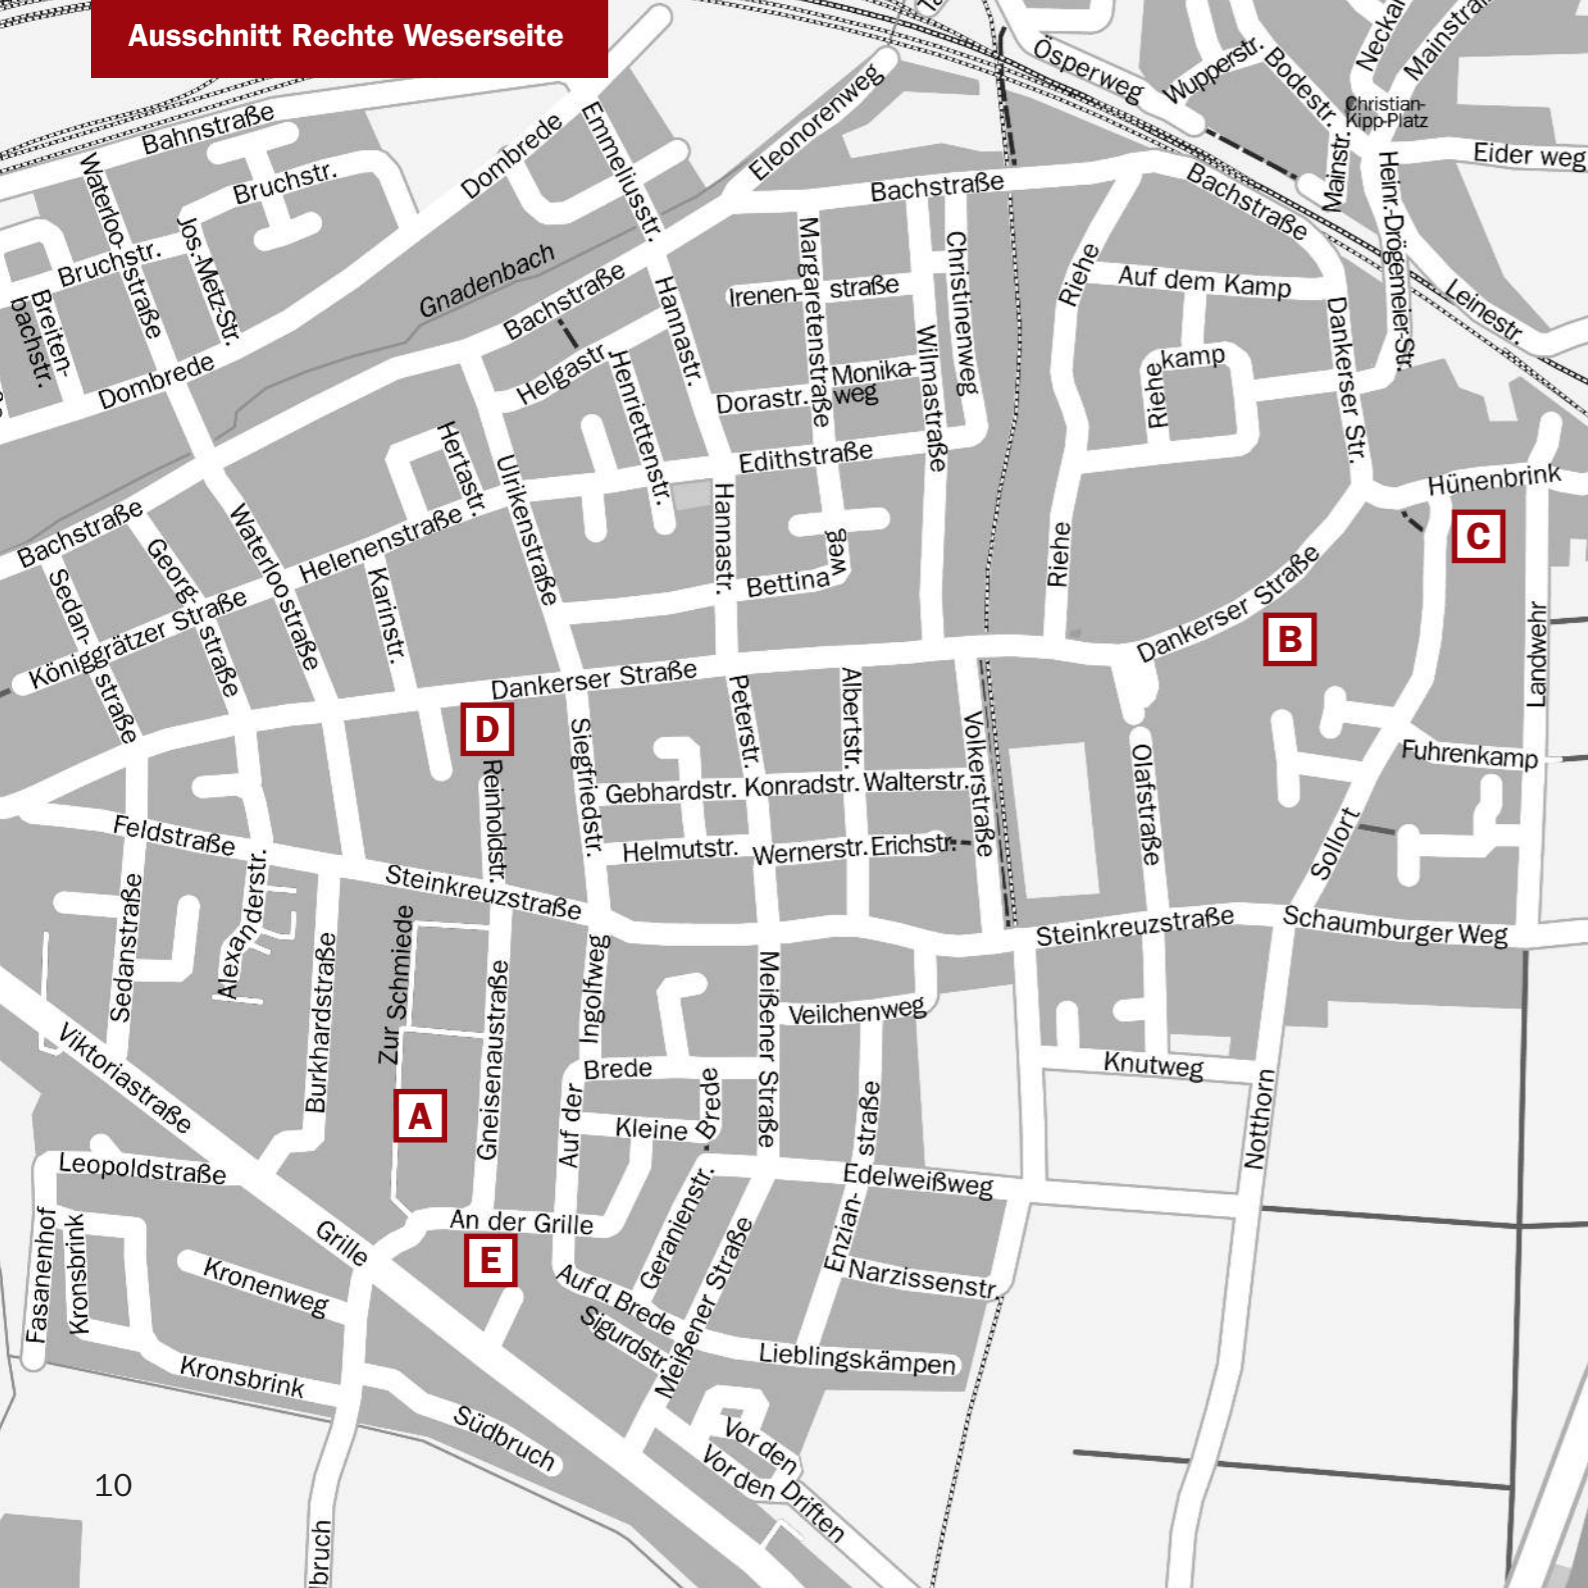 Ausschnitt Rechte Weserseite
Ösperweg
Wupperstr.
Bodestr.
Mainstr.
Christian-
Kipp-Platz
Eider weg
Bahnstraße
Bruchstr.
Dombrede
Emmeliusstr.
Eleonorenweg
Bachstraße
Bachstraße
Heinr.-Drögemeier-Str.
Leinestr.
Waterloo-
straße
Jos.-Metz-Str.
Bruchstr.
Breiten-
bachstr.
Gnadenbach
Bachstraße
Hannastr.
Margaretenstraße
Irenen-
straße
Christinenweg
Wilmastraße
Riehe
Auf dem Kamp
Dankerser Str.
Dombrede
Helgastr.
Henriettenstr.
Dorastr.
Monika-
weg
Riehe
kamp
Hertastr.
Ulrikenstraße
Edithstraße
Hünenbrink
C
Bachstraße
Georg-
straße
Waterloo
straße
Helenenstraße
Hannastr.
Bettina
weg
Riehe
Dankerser Straße
B
Landwehr
Sedan-
straße
Königgrätzer Straße
Karinstr.
Dankerser Straße
D
Siegfriedstr.
Peterstr.
Albertstr.
Volkerstraße
Olafstraße
Fuhrenkamp
Reinholdstr.
Gebhardstr.
Konradstr.
Walterstr.
Feldstraße
Helmutstr.
Wernerstr.
Erichstr.
Sollort
Steinkreuzstraße
Sedanstraße
Alexanderstr.
Burkhardstraße
Zur Schmiede
Gneisenaustraße
Ingolfweg
Meißener Straße
Steinkreuzstraße
Schaumburger Weg
Veilchenweg
Viktoriastraße
A
Auf der
Brede
Kleine
Brede
straße
Knutweg
Notthorn
Leopoldstraße
Edelweißweg
Fasanenhof
Kronsbrink
Grille
An der Grille
E
Geranienstr.
Meißener Straße
Enzian-
Narzissenstr.
Kronenweg
Auf d. Brede
Sigurdstr.
Lieblingskämpen
Kronsbrink
Südbruch
Vor den
Vor den Driften
10